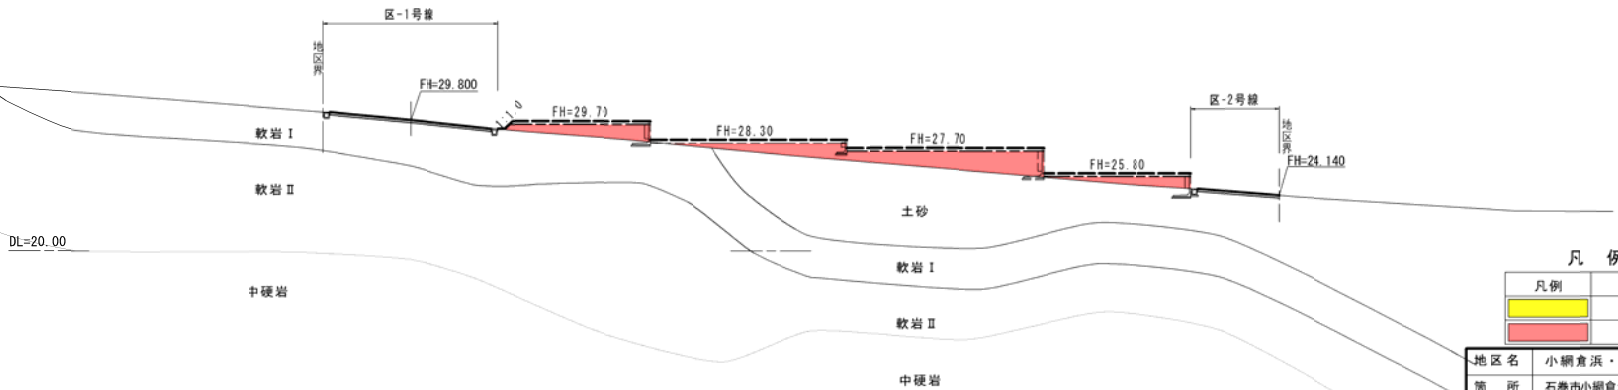 区-1号線
地区界
FH=29.800
1:1.0
FH=29.70
FH=28.30
FH=27.70
FH=25.80
区-2号線
地区界
FH=24.140
軟岩Ⅰ
軟岩Ⅱ
土砂
DL=20.00
軟岩Ⅰ
中硬岩
軟岩Ⅱ
中硬岩
凡 例
凡例
地区名 小網倉浜・
箇 所 石巻市小網倉